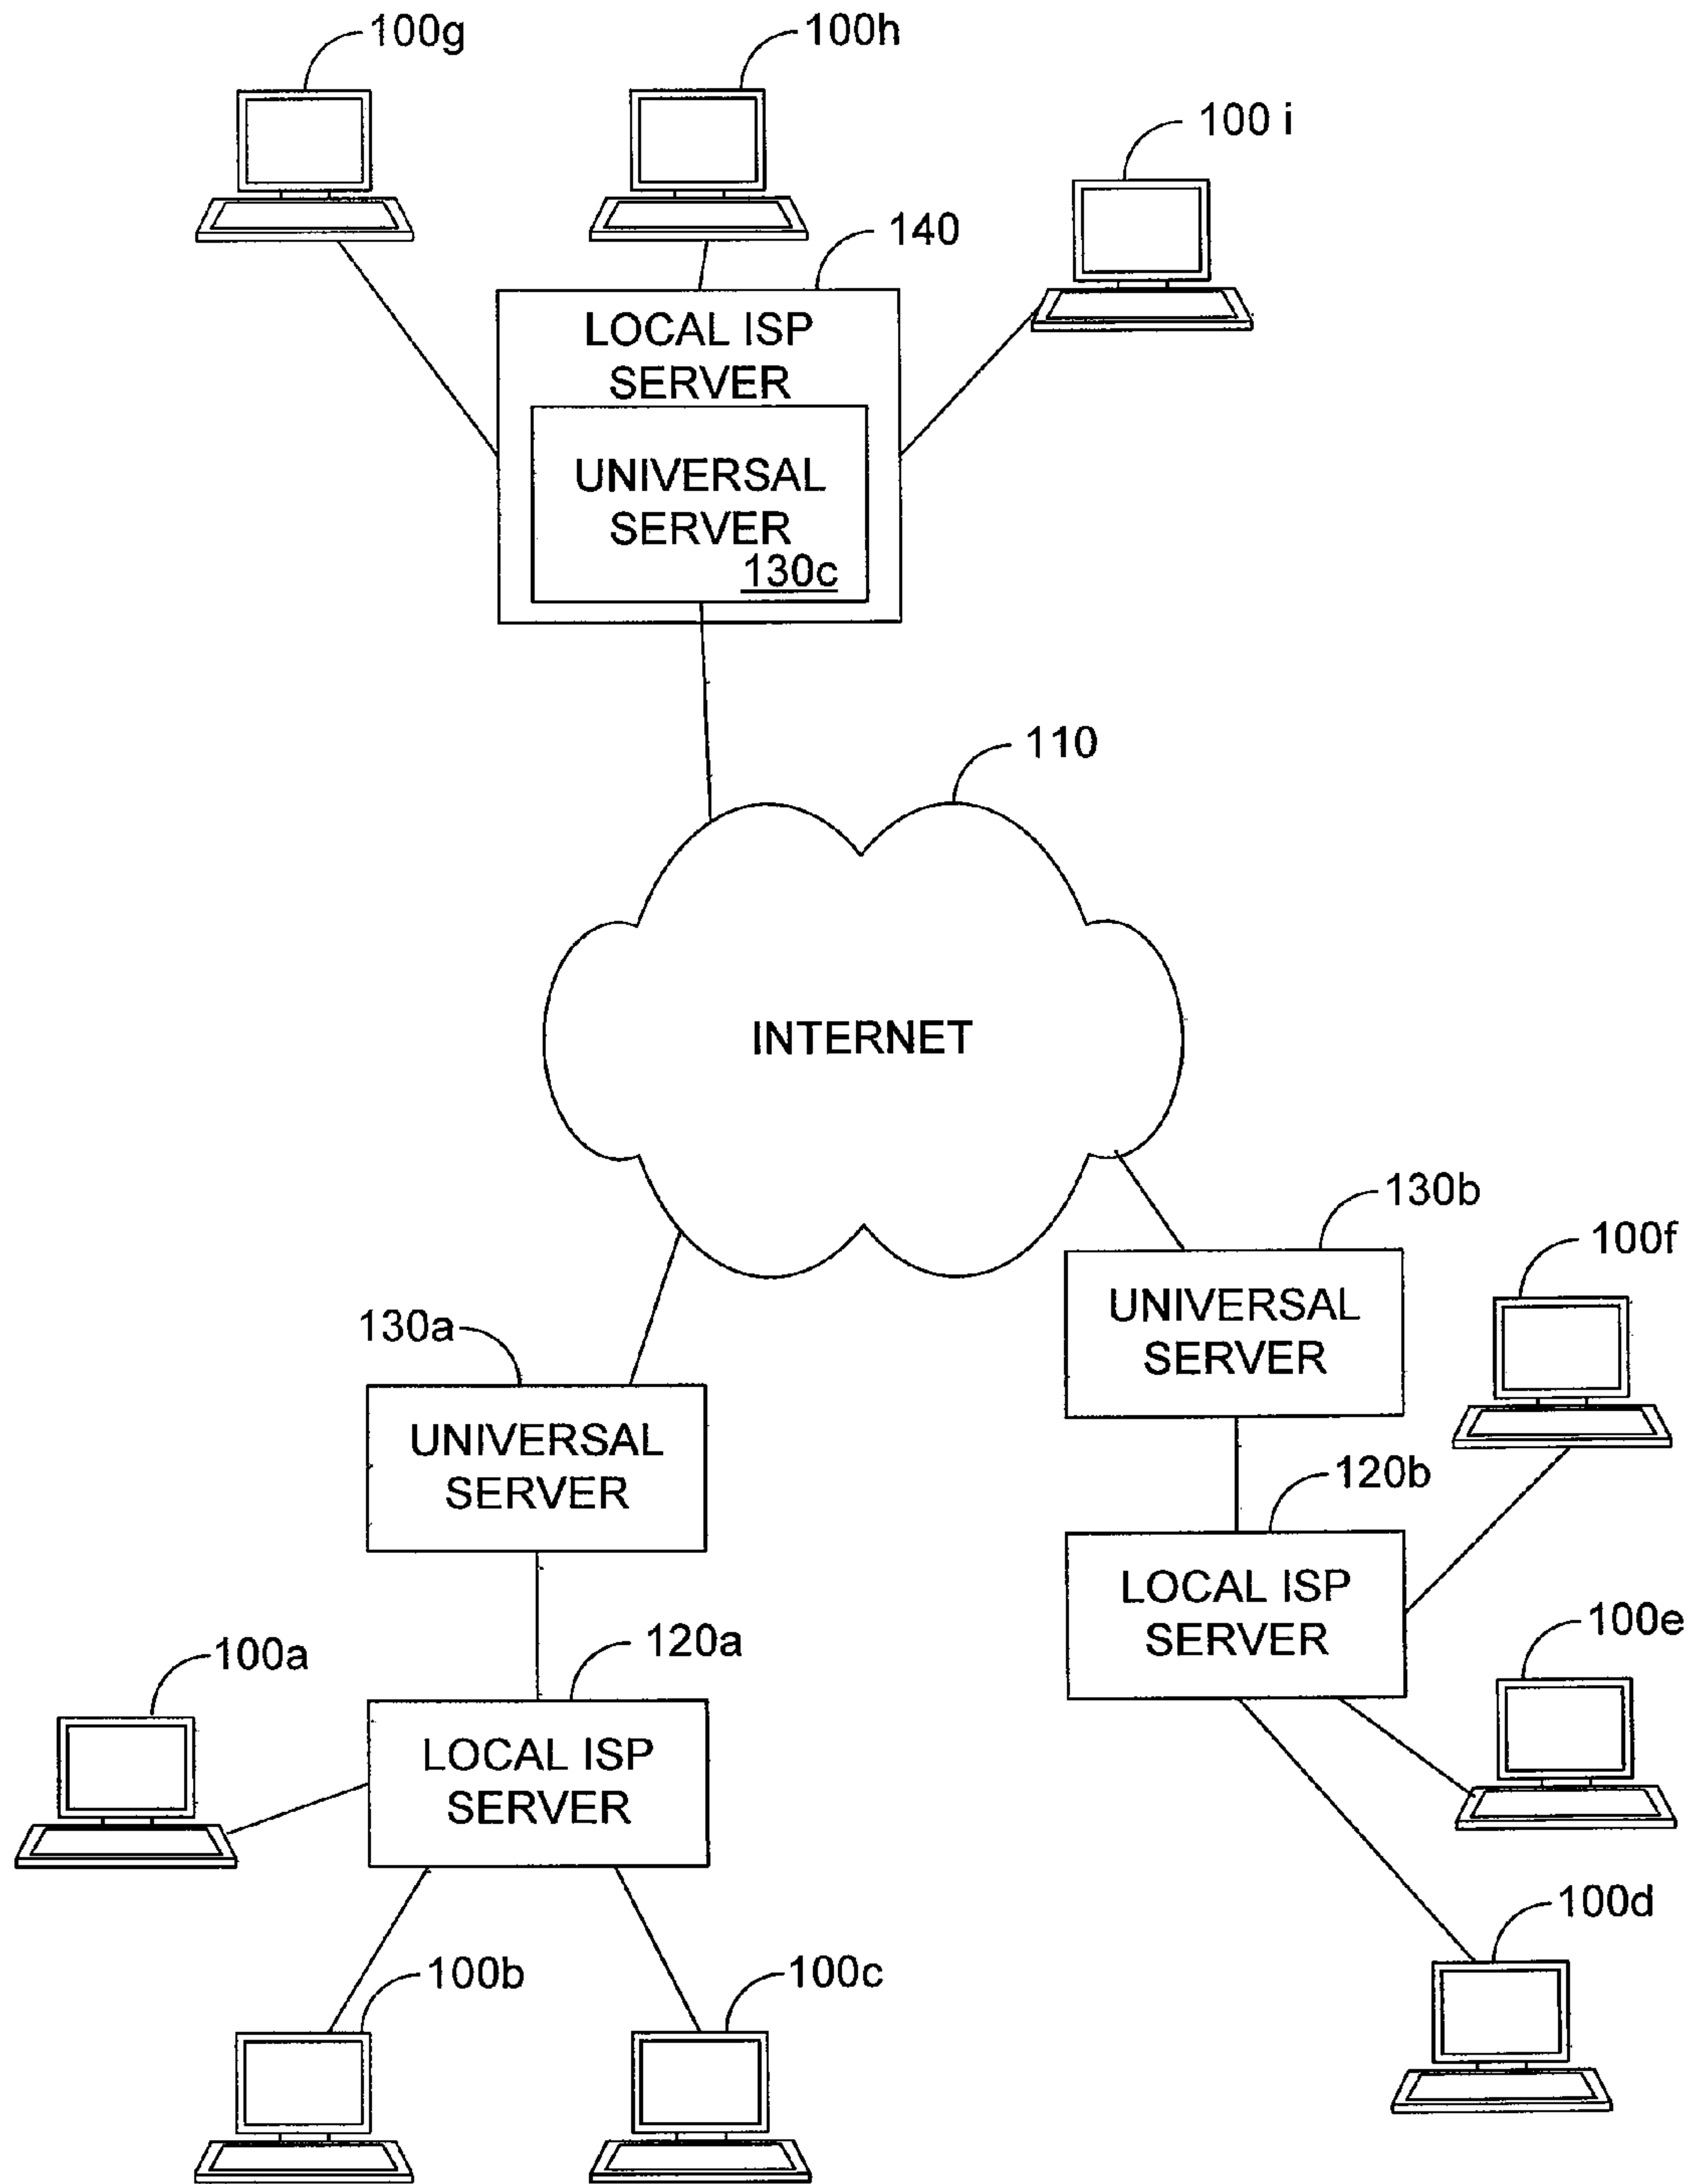 100g
100h
100 i
140
LOCAL ISP
SERVER
UNIVERSAL
SERVER
130c
110
INTERNET
130b
100f
UNIVERSAL
SERVER
130a
UNIVERSAL
SERVER
120b
LOCAL ISP
SERVER
100e
120a
100a
LOCAL ISP
SERVER
100d
100b
100c